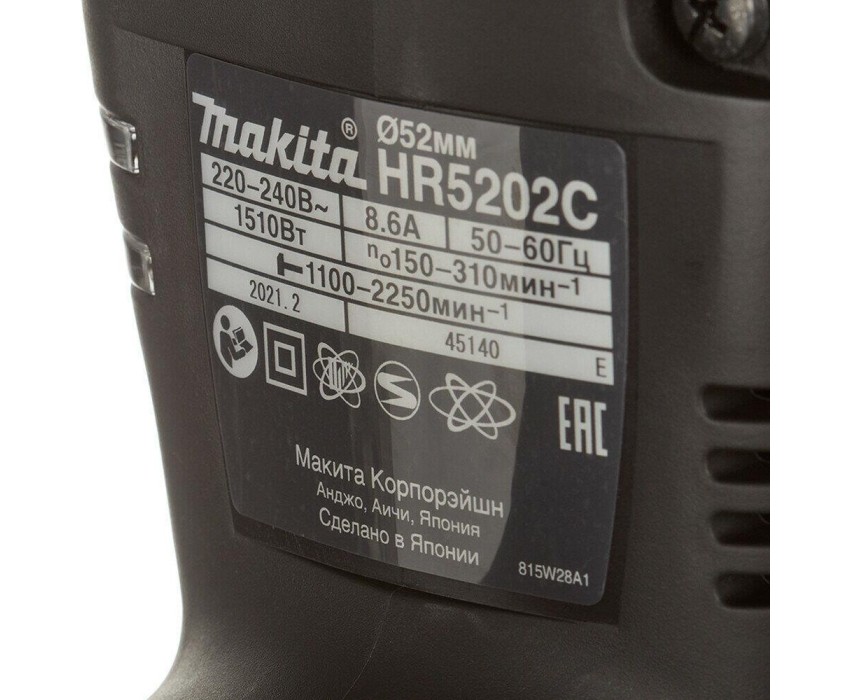 makita® Ø52мм
HR5202C
220–240В~ 8.6А 50–60Гц
1510Вт n₀150–310мин⁻¹
1100–2250мин⁻¹
2021.2 45140 E
EAC
Макита Корпорэйшн
Анджо, Аичи, Япония
Сделано в Японии
815W28A1